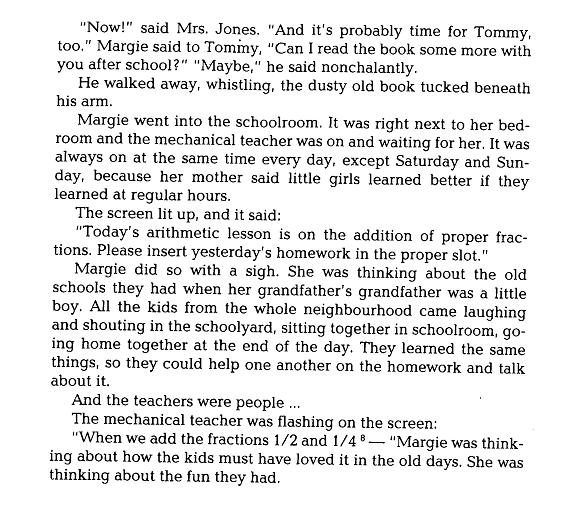 "Now!" said Mrs. Jones. "And it's probably time for Tommy,
too." Margie said to Tommy, "Can I read the book some more with
you after school?" "Maybe," he said nonchalantly.
He walked away, whistling, the dusty old book tucked beneath
his arm.
Margie went into the schoolroom. It was right next to her bed-
room and the mechanical teacher was on and waiting for her. It was
always on at the same time every day, except Saturday and Sun-
day, because her mother said little girls learned better if they
learned at regular hours.
The screen lit up, and it said:
"Today's arithmetic lesson is on the addition of proper frac-
tions. Please insert yesterday's homework in the proper slot."
Margie did so with a sigh. She was thinking about the old
schools they had when her grandfather's grandfather was a little
boy. All the kids from the whole neighbourhood came laughing
and shouting in the schoolyard, sitting together in schoolroom, go-
ing home together at the end of the day. They learned the same
things, so they could help one another on the homework and talk
about it.
And the teachers were people ...
The mechanical teacher was flashing on the screen:
"When we add the fractions 1/2 and 1/4 ⁸ — "Margie was think-
ing about how the kids must have loved it in the old days. She was
thinking about the fun they had.